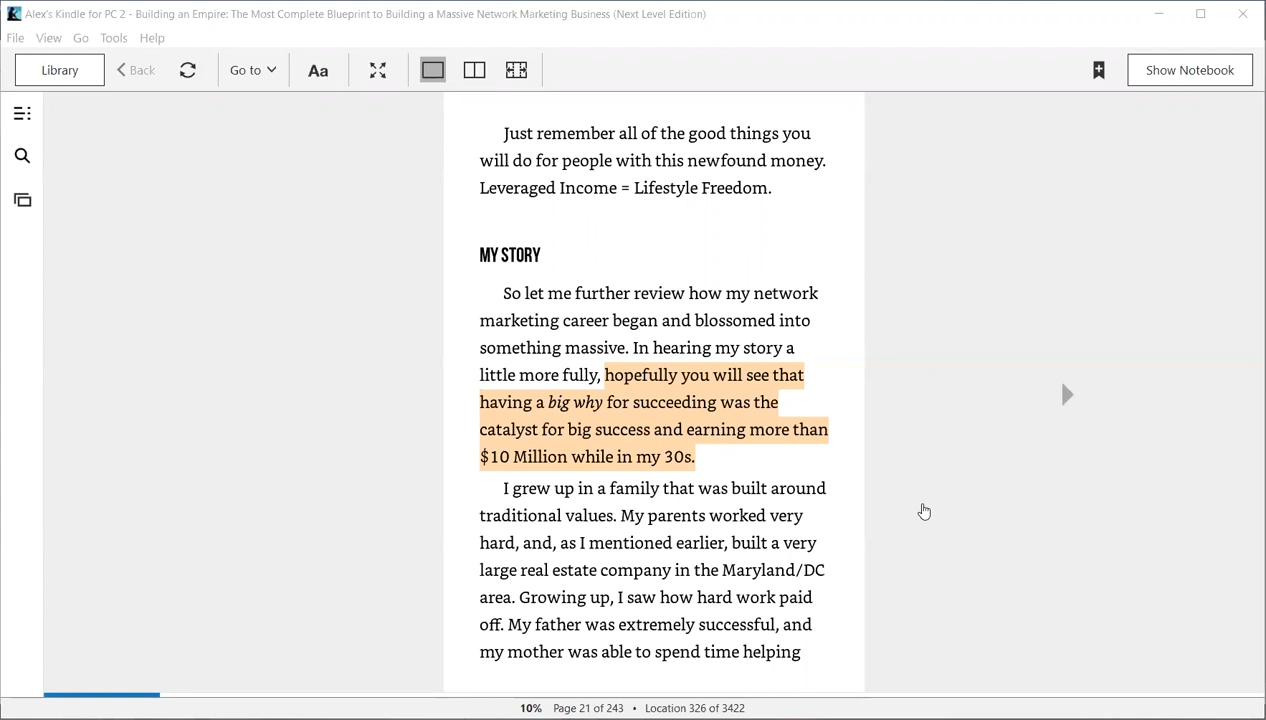 Alex's Kindle for PC 2 - Building an Empire: The Most Complete Blueprint to Building a Massive Network Marketing Business (Next Level Edition)
File View Go Tools Help
Library Back Go to Aa Show Notebook
Just remember all of the good things you
will do for people with this newfound money.
Leveraged Income = Lifestyle Freedom.
MY STORY
So let me further review how my network
marketing career began and blossomed into
something massive. In hearing my story a
little more fully, hopefully you will see that
having a big why for succeeding was the
catalyst for big success and earning more than
$10 Million while in my 30s.
I grew up in a family that was built around
traditional values. My parents worked very
hard, and, as I mentioned earlier, built a very
large real estate company in the Maryland/DC
area. Growing up, I saw how hard work paid
off. My father was extremely successful, and
my mother was able to spend time helping
10% Page 21 of 243 • Location 326 of 3422